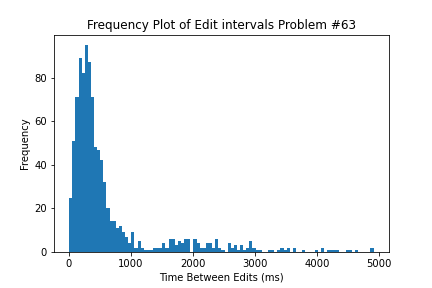 Frequency Plot of Edit intervals Problem #63
Frequency
80
60
40
20
0
0 1000 2000 3000 4000 5000
Time Between Edits (ms)